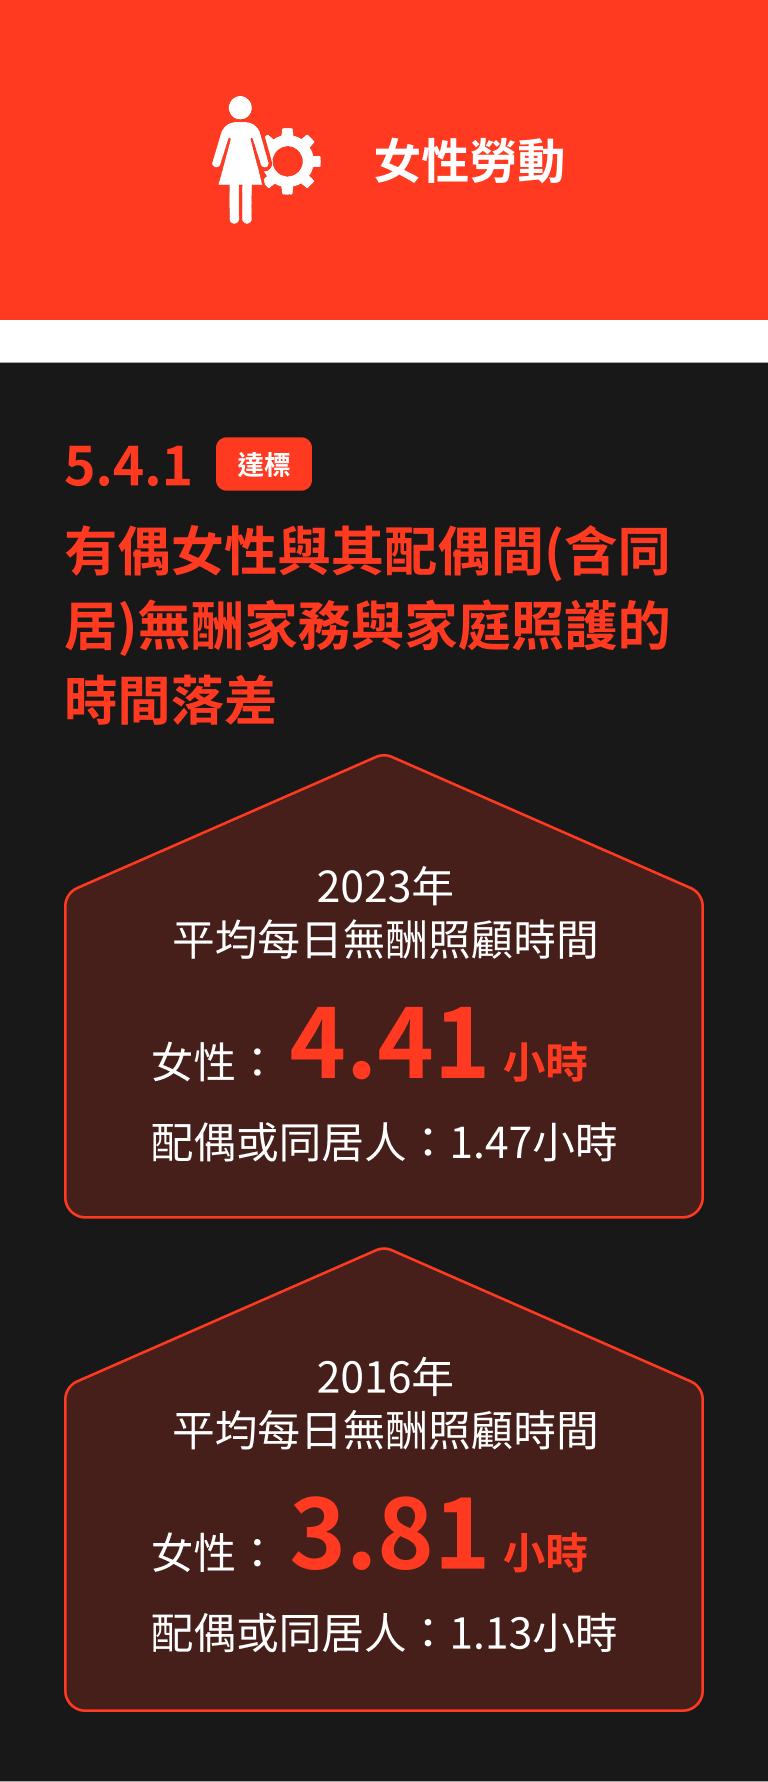 女性勞動
5.4.1 達標
有偶女性與其配偶間(含同
居)無酬家務與家庭照護的
時間落差
2023年
平均每日無酬照顧時間
女性： 4.41 小時
配偶或同居人：1.47小時
2016年
平均每日無酬照顧時間
女性： 3.81 小時
配偶或同居人：1.13小時